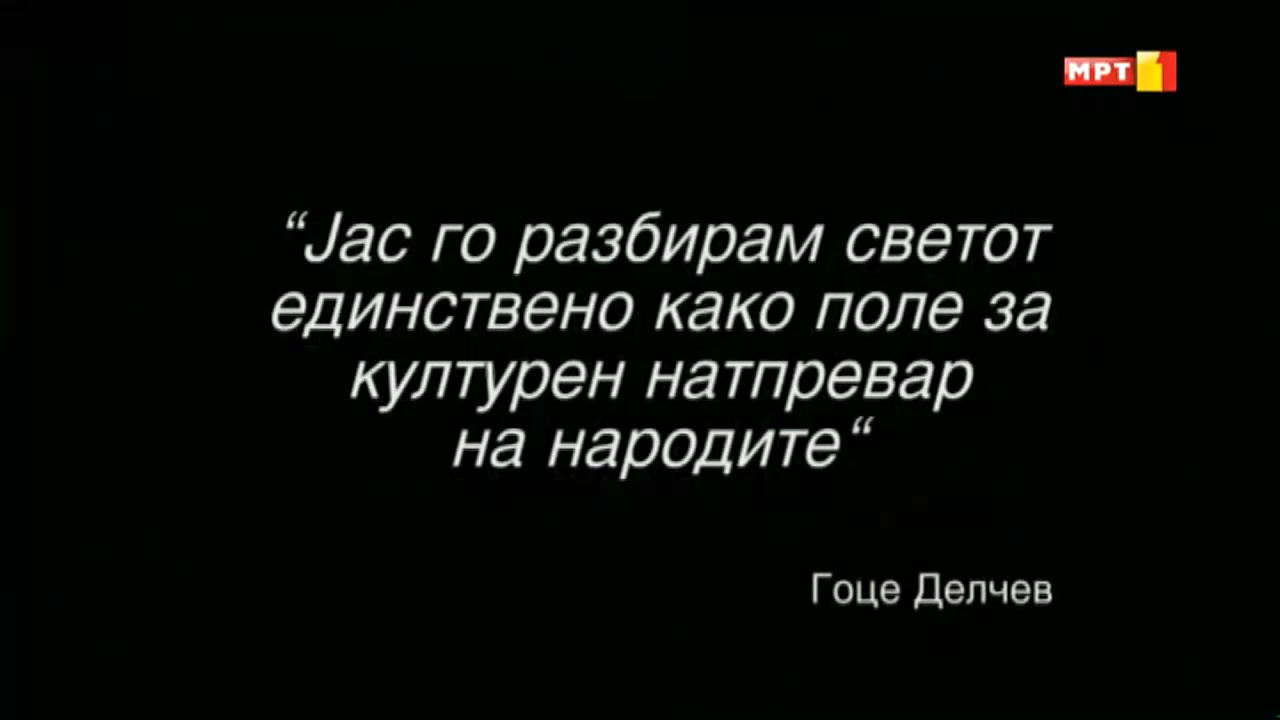 МРТ 1
“Јас го разбирам светот
единствено како поле за
културен натпревар
на народите“
Гоце Делчев